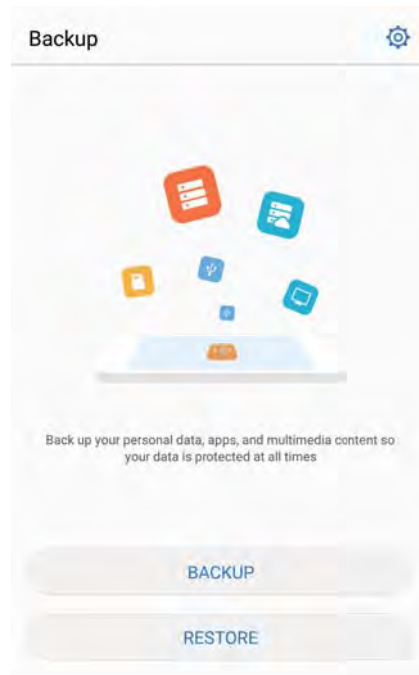 Backup
Back up your personal data, apps, and multimedia content so
your data is protected at all times
BACKUP
RESTORE